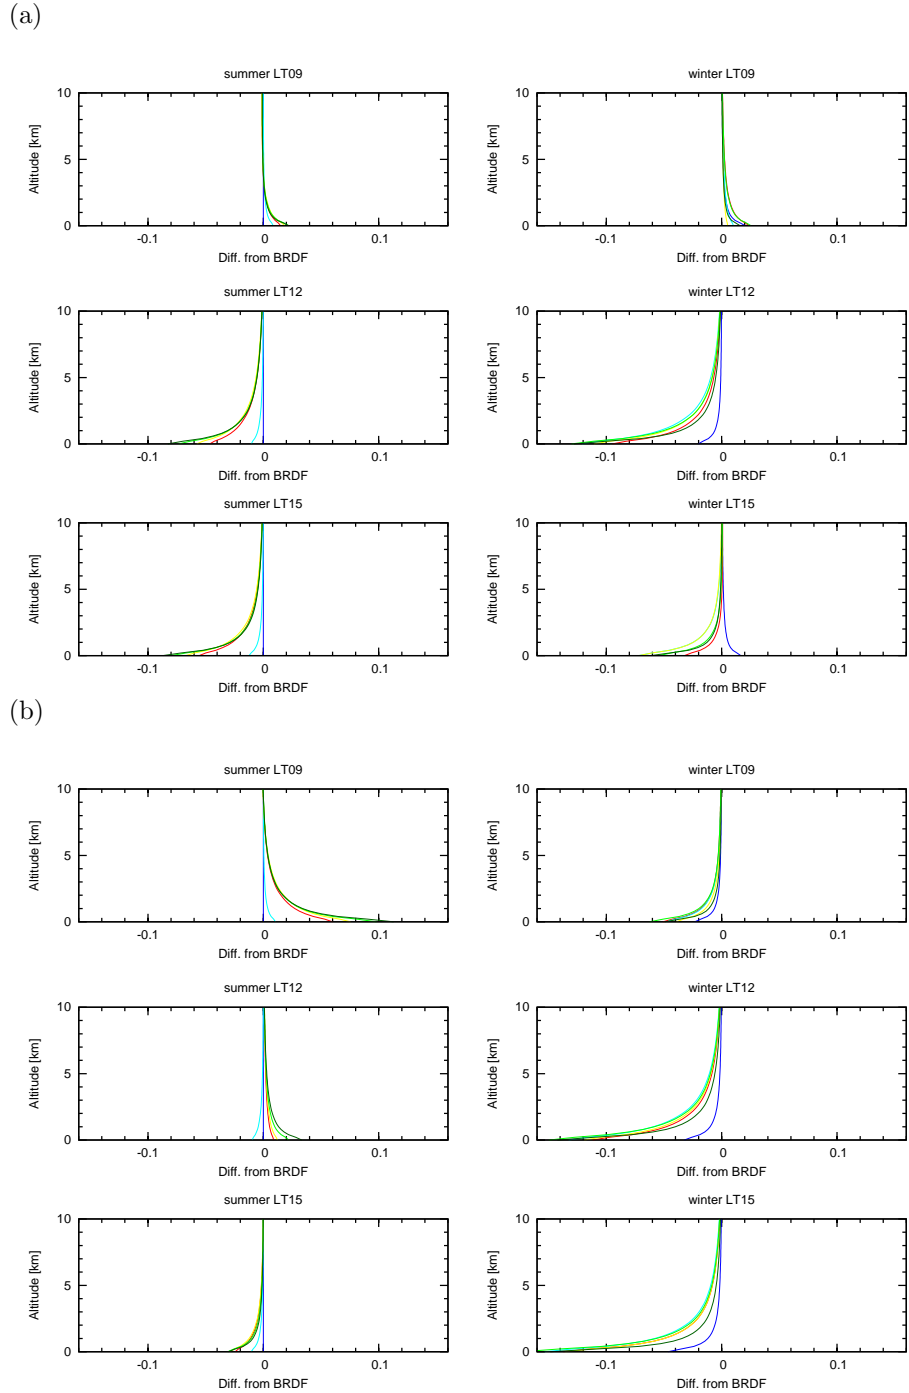 (a)
summer LT09
winter LT09
10
5
0
Altitude [km]
-0.1
0
0.1
Diff. from BRDF
10
5
0
Altitude [km]
-0.1
0
0.1
Diff. from BRDF
summer LT12
winter LT12
10
5
0
Altitude [km]
-0.1
0
0.1
Diff. from BRDF
10
5
0
Altitude [km]
-0.1
0
0.1
Diff. from BRDF
summer LT15
winter LT15
10
5
0
Altitude [km]
-0.1
0
0.1
Diff. from BRDF
10
5
0
Altitude [km]
-0.1
0
0.1
Diff. from BRDF
(b)
summer LT09
winter LT09
10
5
0
Altitude [km]
-0.1
0
0.1
Diff. from BRDF
10
5
0
Altitude [km]
-0.1
0
0.1
Diff. from BRDF
summer LT12
winter LT12
10
5
0
Altitude [km]
-0.1
0
0.1
Diff. from BRDF
10
5
0
Altitude [km]
-0.1
0
0.1
Diff. from BRDF
summer LT15
winter LT15
10
5
0
Altitude [km]
-0.1
0
0.1
Diff. from BRDF
10
5
0
Altitude [km]
-0.1
0
0.1
Diff. from BRDF